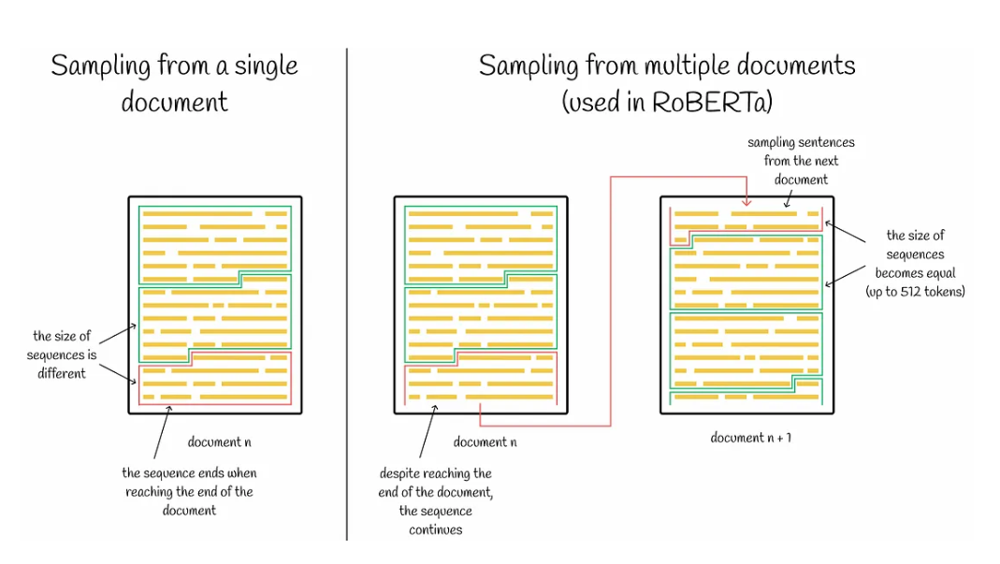 Sampling from a single
document
Sampling from multiple documents
(used in RoBERTa)
sampling sentences
from the next
document
the size of
sequences
becomes equal
(up to 512 tokens)
the size of
sequences is
different
document n
document n
document n + 1
the sequence ends when
reaching the end of the
document
despite reaching the
end of the document,
the sequence
continues